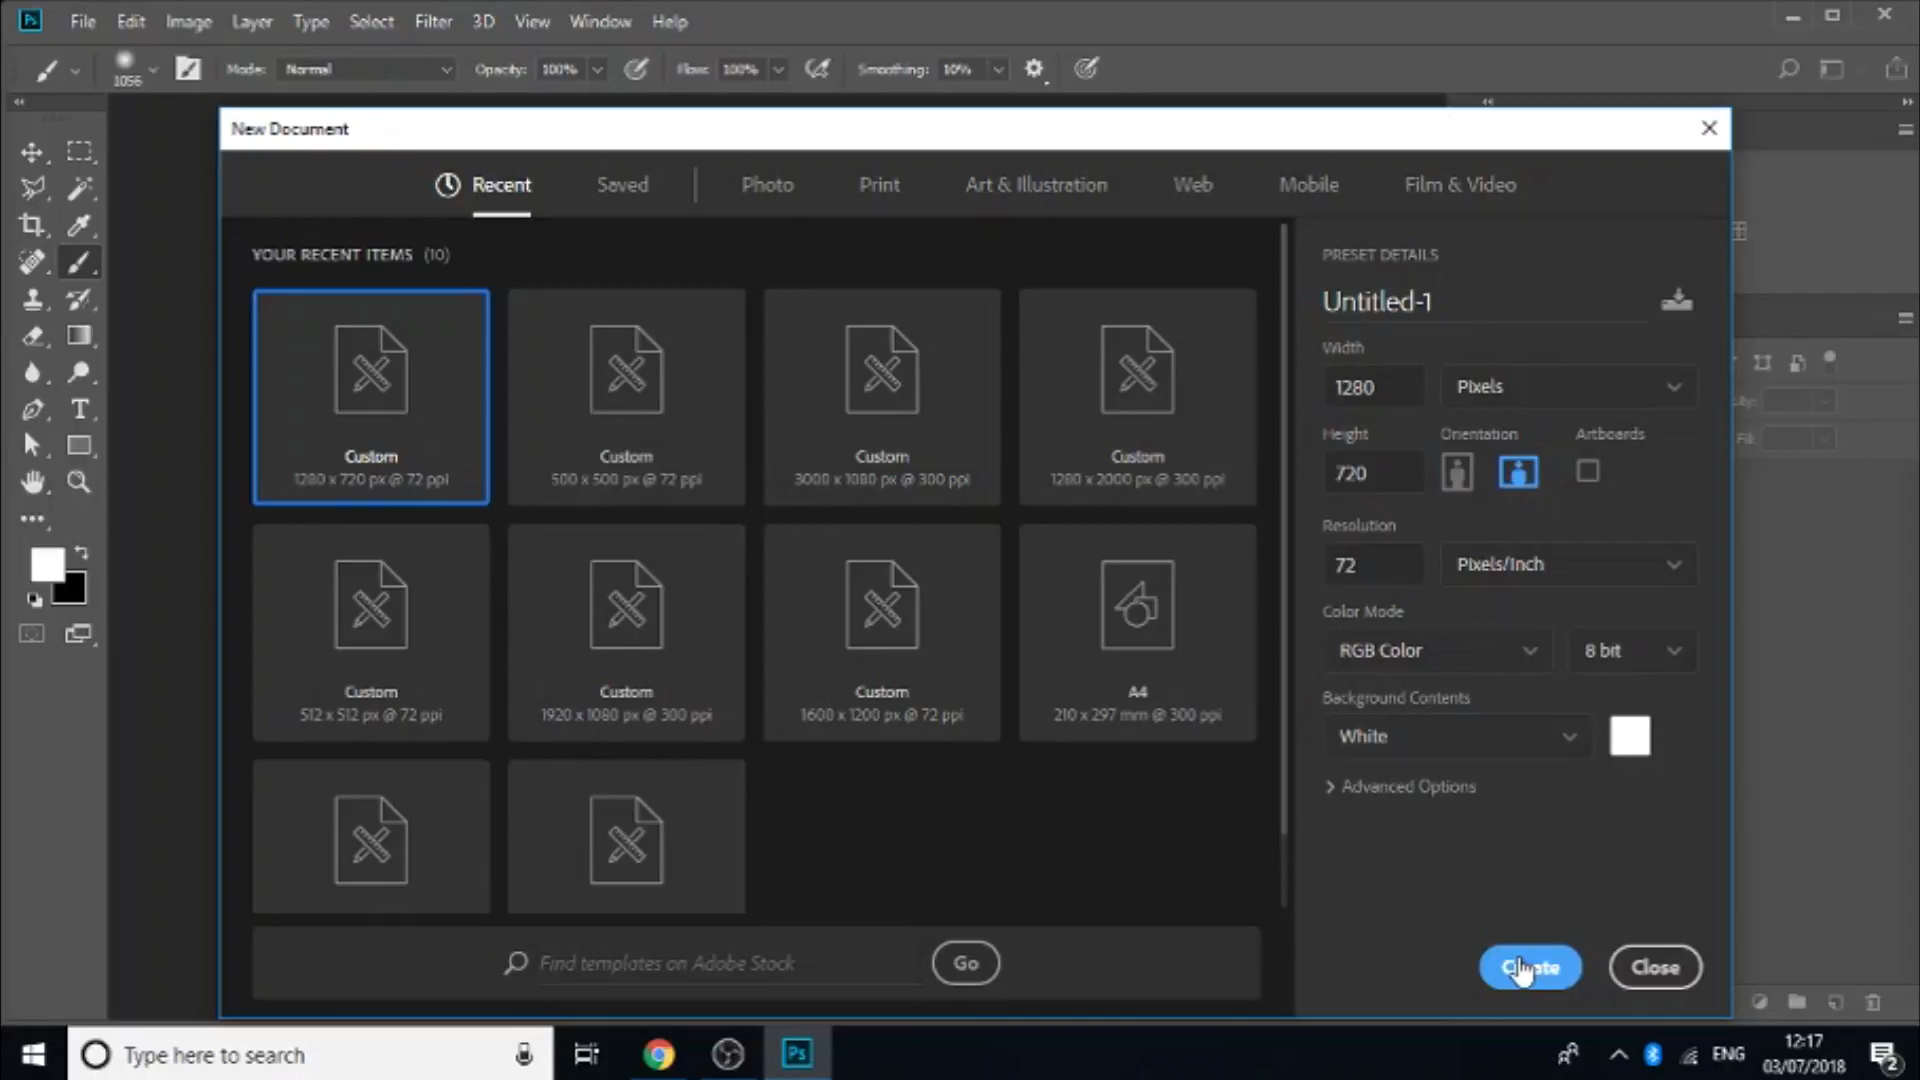 Ps File Edit Image Layer Type Select Filter 3D View Window Help
1056 Mode: Normal Opacity: 100% Flow: 100% Smoothing: 10%
New Document
Recent Saved Photo Print Art & Illustration Web Mobile Film & Video
YOUR RECENT ITEMS (10)
Custom
1280 x 720 px @ 72 ppi
Custom
500 x 500 px @ 72 ppi
Custom
3000 x 1080 px @ 300 ppi
Custom
1280 x 2000 px @ 300 ppi
Custom
512 x 512 px @ 72 ppi
Custom
1920 x 1080 px @ 300 ppi
Custom
1600 x 1200 px @ 72 ppi
A4
210 x 297 mm @ 300 ppi
Find templates on Adobe Stock Go
PRESET DETAILS
Untitled-1
Width
1280 Pixels
Height Orientation Artboards
720
Resolution
72 Pixels/Inch
Color Mode
RGB Color 8 bit
Background Contents
White
Advanced Options
Create Close
Fill:
Type here to search
Ps
ENG
12:17
03/07/2018
2